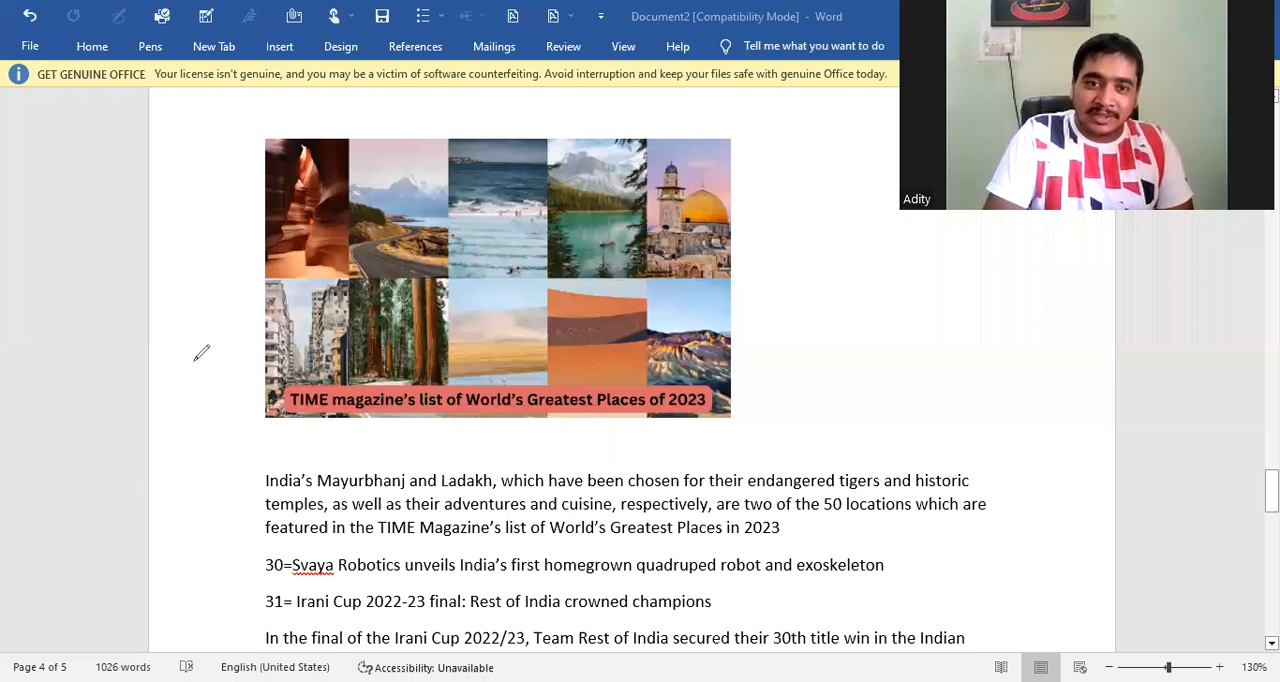 Document2 [Compatibility Mode] - Word
File Home Pens New Tab Insert Design References Mailings Review View Help Tell me what you want to do
GET GENUINE OFFICE Your license isn't genuine, and you may be a victim of software counterfeiting. Avoid interruption and keep your files safe with genuine Office today.
Adity
TIME magazine's list of World's Greatest Places of 2023
India's Mayurbhanj and Ladakh, which have been chosen for their endangered tigers and historic
temples, as well as their adventures and cuisine, respectively, are two of the 50 locations which are
featured in the TIME Magazine's list of World's Greatest Places in 2023
30=Svaya Robotics unveils India's first homegrown quadruped robot and exoskeleton
31= Irani Cup 2022-23 final: Rest of India crowned champions
In the final of the Irani Cup 2022/23, Team Rest of India secured their 30th title win in the Indian
Page 4 of 5 1026 words English (United States) Accessibility: Unavailable 130%